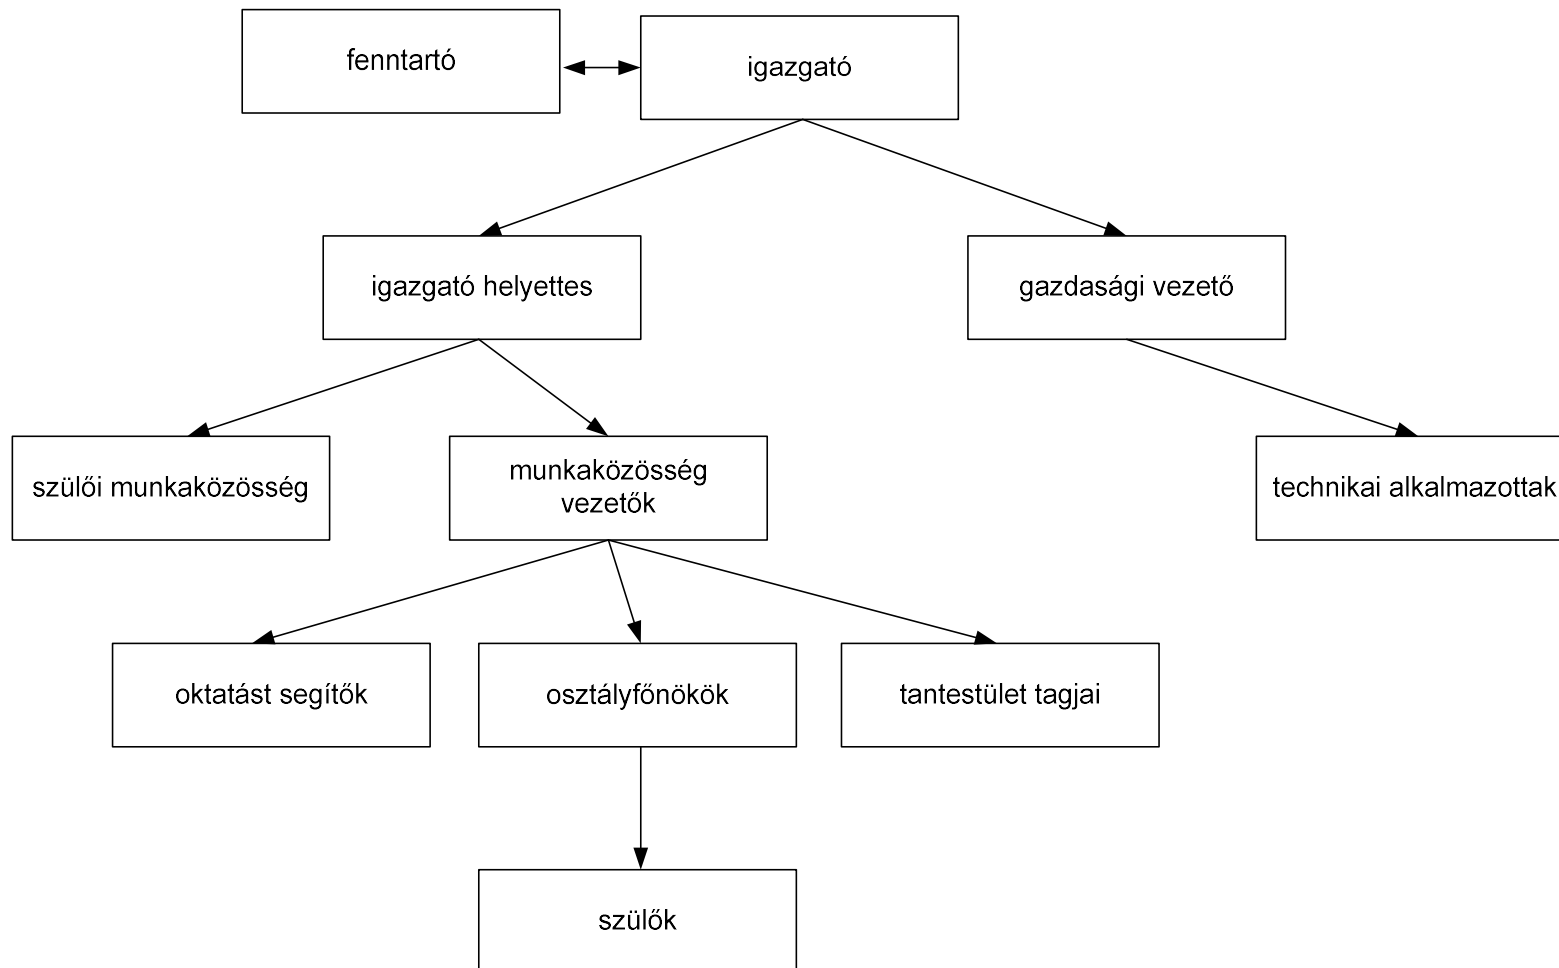 fenntartó
igazgató
igazgató helyettes
gazdasági vezető
szülői munkaközösség
munkaközösség
vezetők
technikai alkalmazottak
oktatást segítők
osztályfőnökök
tantestület tagjai
szülők